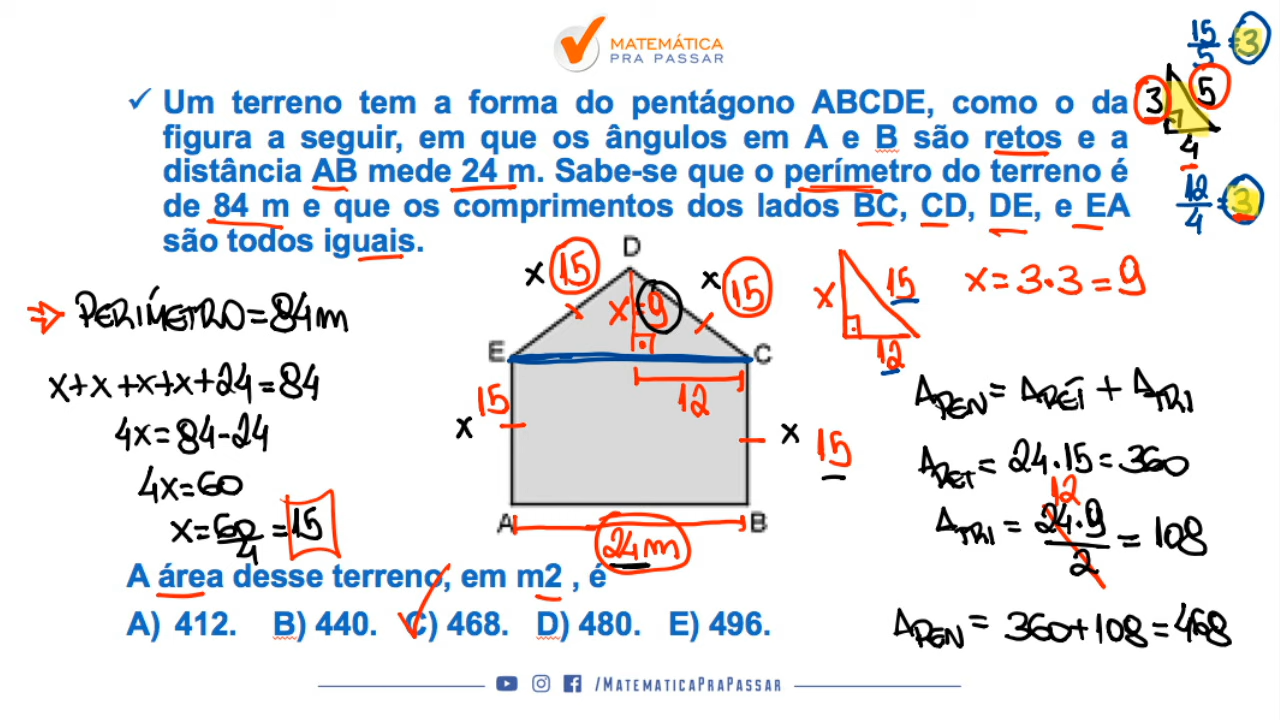 MATEMÁTICA
PRA PASSAR
✓ Um terreno tem a forma do pentágono ABCDE, como o da
figura a seguir, em que os ângulos em A e B são retos e a
distância AB mede 24 m. Sabe-se que o perímetro do terreno é
de 84 m e que os comprimentos dos lados BC, CD, DE, e EA
são todos iguais.
15/5 = 3
3 5
4
12/4 = 3
⇒ PERÍMETRO = 84m
x+x+x+x+24=84
4x=84-24
4x=60
x=60/4=15
D
x 15
x 15
x=9
E
C
12
15
x
x
15
A
B
24m
x
15
12
x=3·3=9
APEN = ARET + ATRI
ARET = 24·15=360
12
ATRI = 24·9/2 = 108
APEN = 360+108=468
A área desse terreno, em m2 , é
A) 412. B) 440. C) 468. D) 480. E) 496.
/MATEMATICAPRAPASSAR